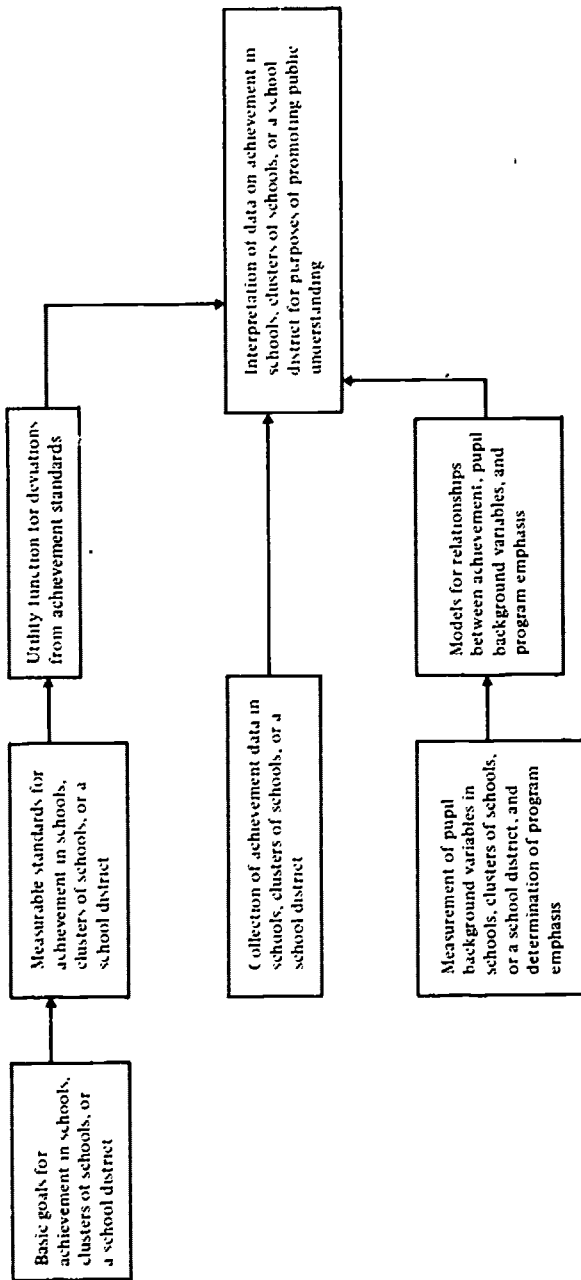 Basic goals for
achievement in schools,
clusters of schools, or
a school district
Measurable standards for
achievement in schools,
clusters of schools, or a
school district
Utility function for deviations
from achievement standards
Collection of achievement data in
schools, clusters of schools, or a
school district
Interpretation of data on achievement in
schools, clusters of schools, or a school
district for purposes of promoting public
understanding
Measurement of pupil
background variables in
schools, clusters of schools,
or a school district, and
determination of program
emphasis
Models for relationships
between achievement, pupil
background variables, and
program emphasis